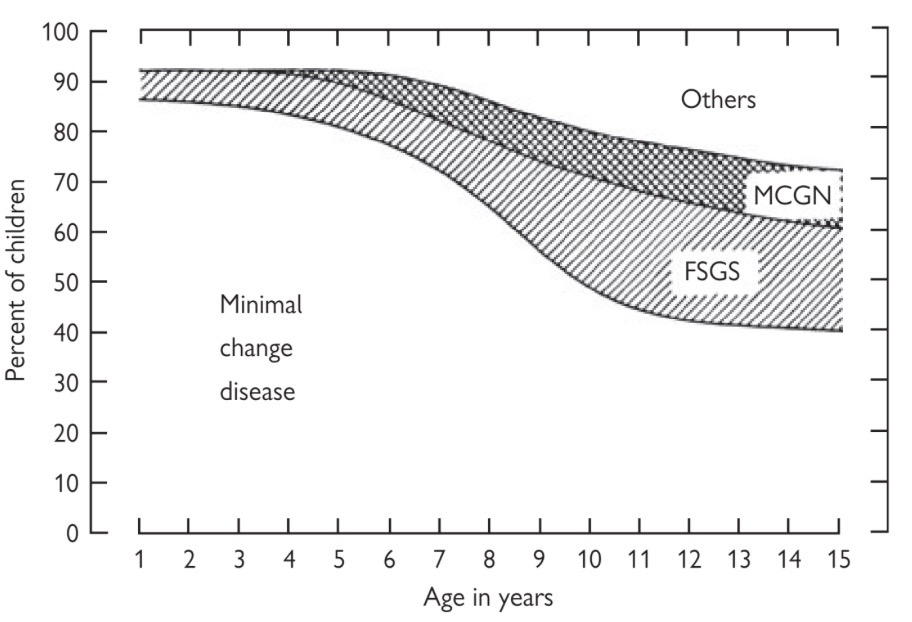 100
90
80
70
60
50
40
30
20
10
0
Percent of children
Others
MCGN
FSGS
Minimal
change
disease
1 2 3 4 5 6 7 8 9 10 11 12 13 14 15
Age in years